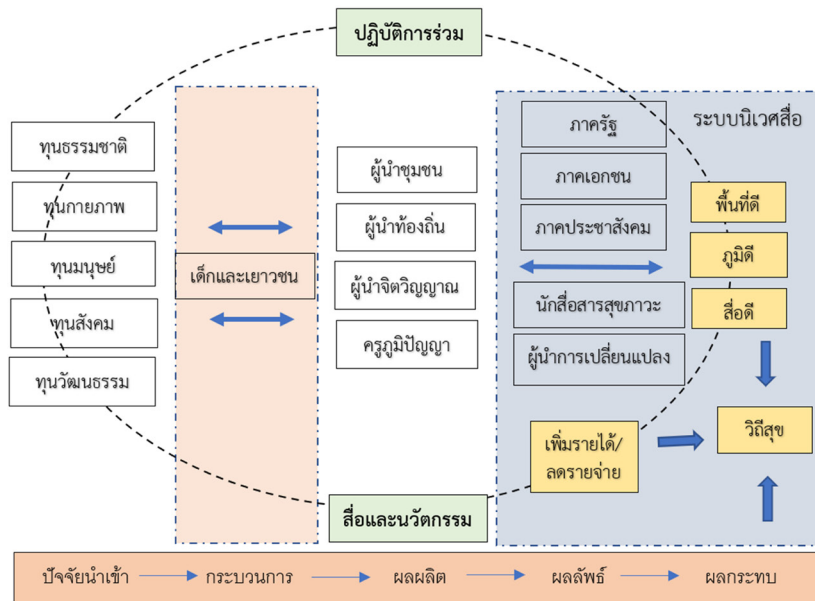 ปฏิบัติการร่วม
ทุนธรรมชาติ
ทุนกายภาพ
ทุนมนุษย์
ทุนสังคม
ทุนวัฒนธรรม
เด็กและเยาวชน
ผู้นำชุมชน
ผู้นำท้องถิ่น
ผู้นำจิตวิญญาณ
ครูภูมิปัญญา
ระบบนิเวศสื่อ
ภาครัฐ
ภาคเอกชน
ภาคประชาสังคม
นักสื่อสารสุขภาวะ
ผู้นำการเปลี่ยนแปลง
พื้นที่ดี
ภูมิดี
สื่อดี
เพิ่มรายได้/
ลดรายจ่าย
วิถีสุข
สื่อและนวัตกรรม
ปัจจัยนำเข้า กระบวนการ ผลผลิต ผลลัพธ์ ผลกระทบ